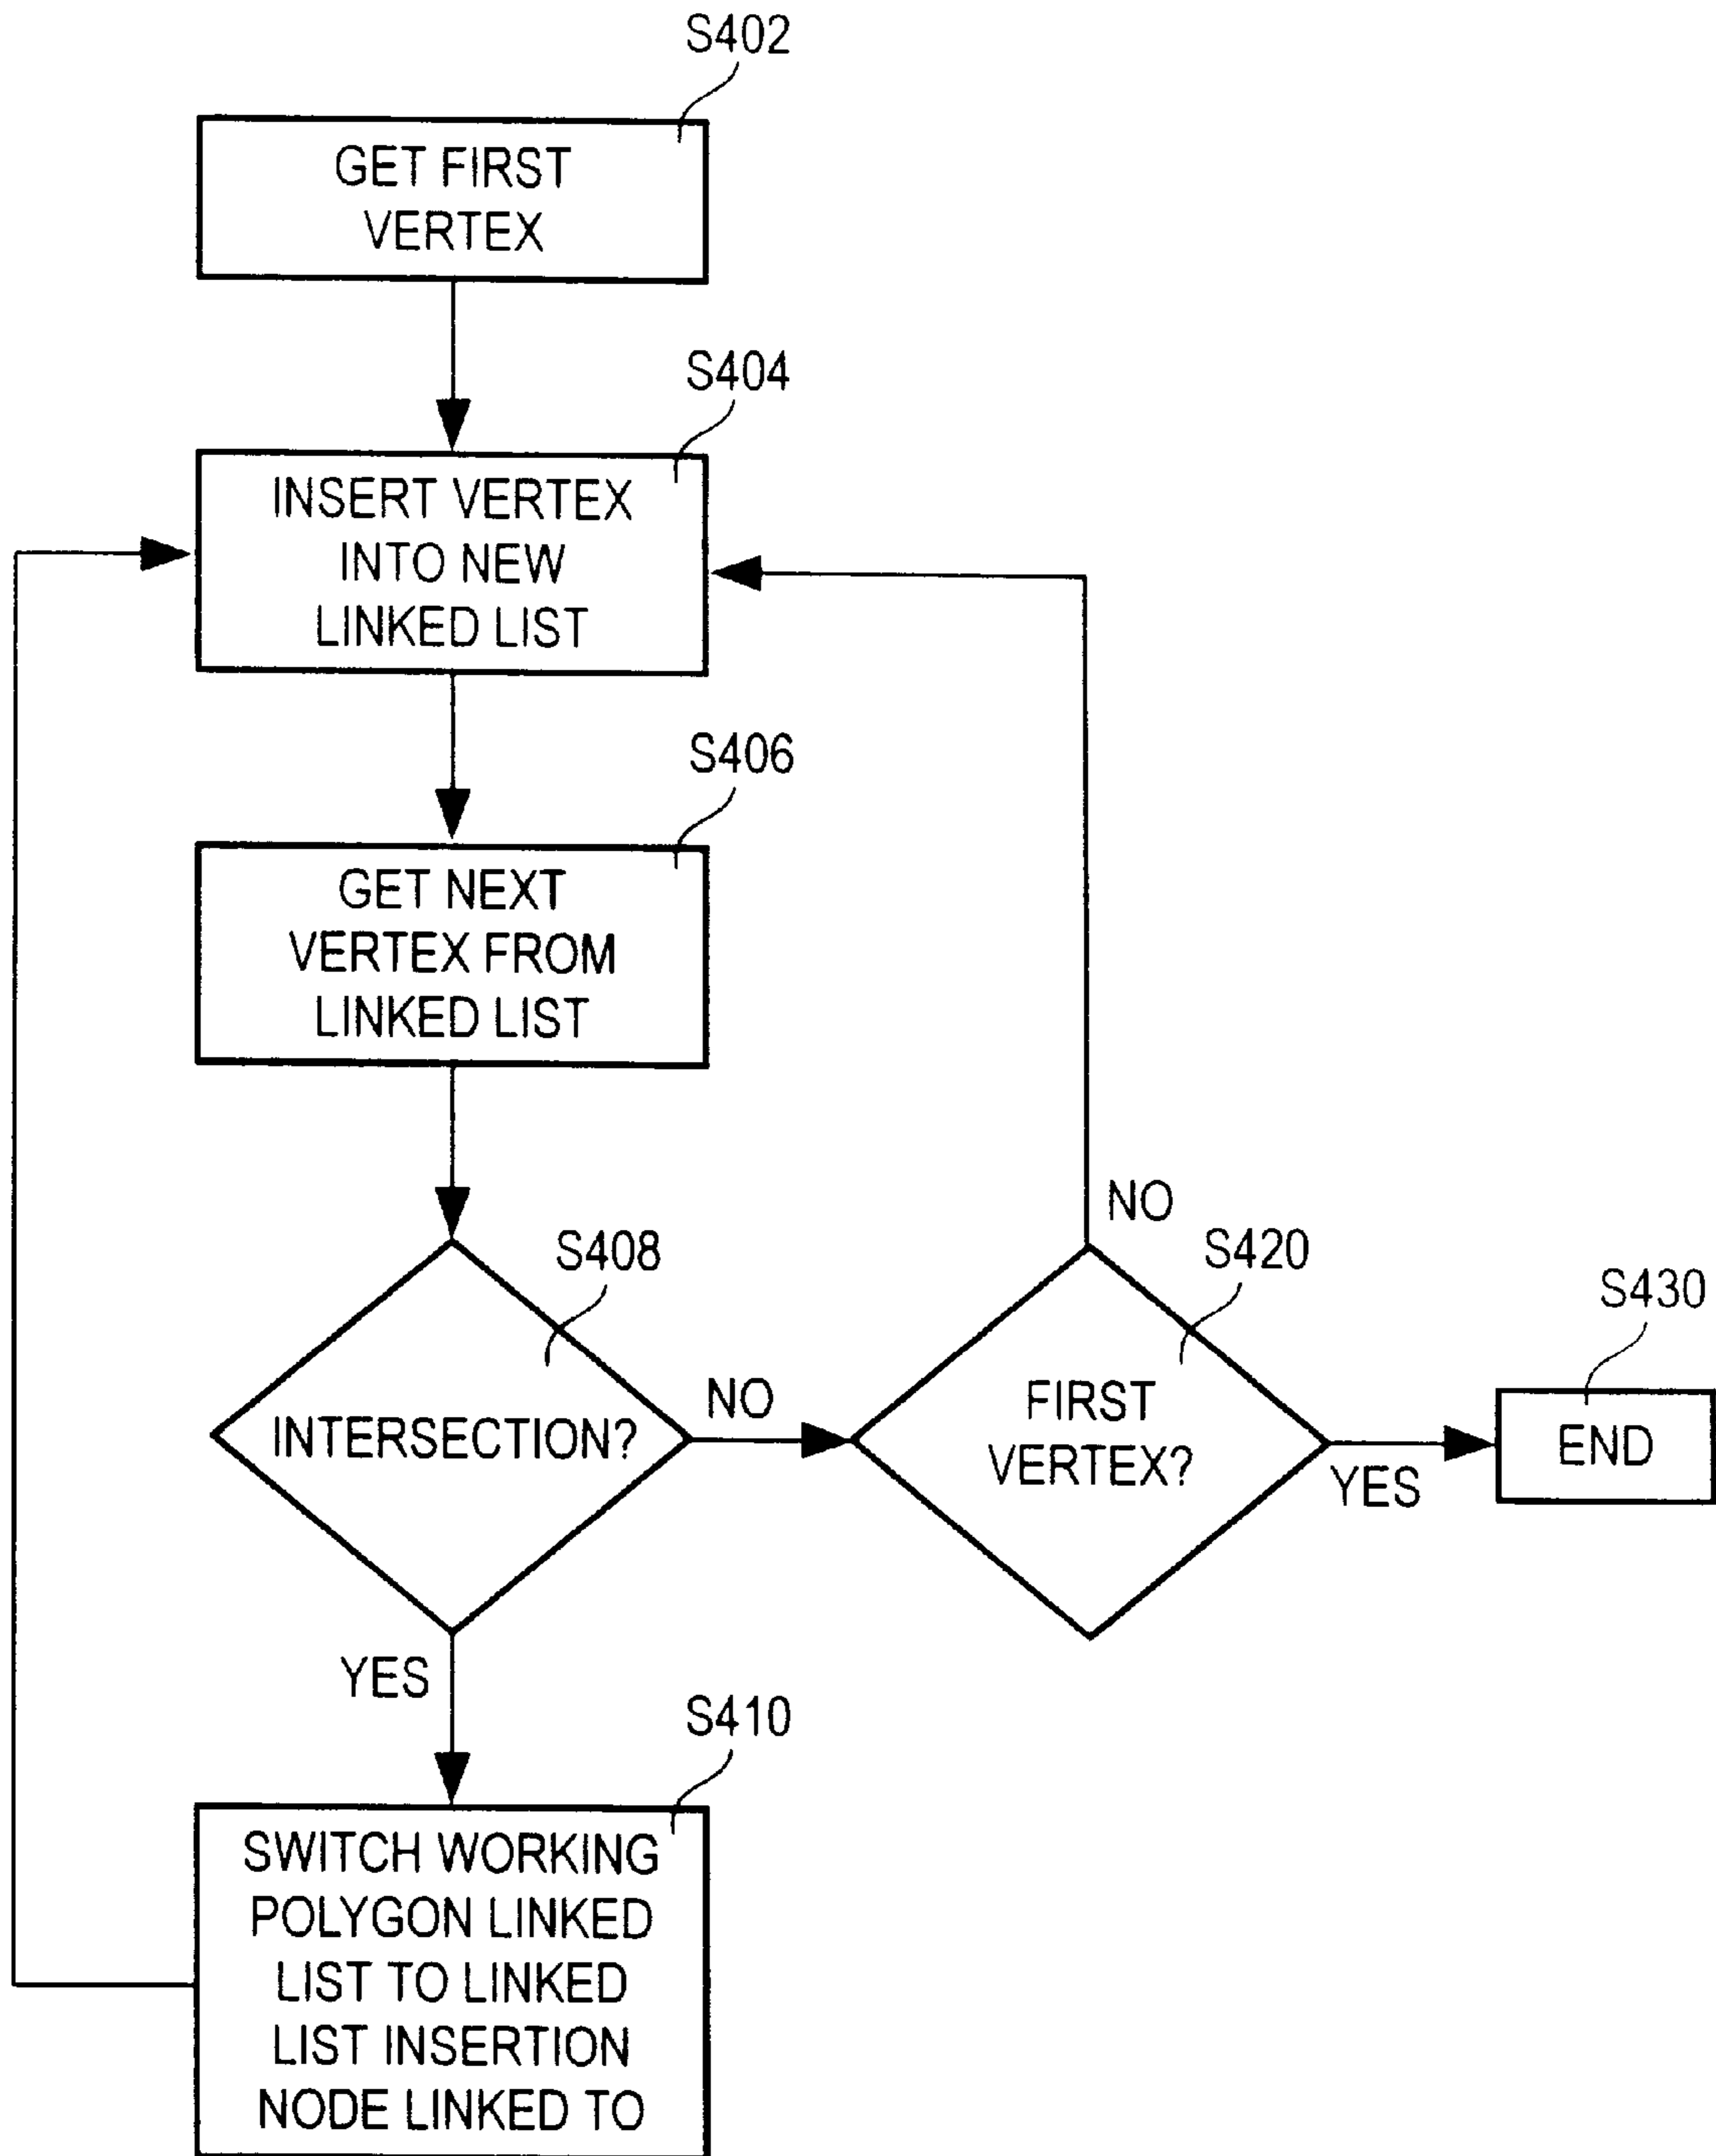 S402
GET FIRST
VERTEX
S404
INSERT VERTEX
INTO NEW
LINKED LIST
S406
GET NEXT
VERTEX FROM
LINKED LIST
S408
INTERSECTION?
NO
YES
S420
FIRST
VERTEX?
NO
YES
S430
END
S410
SWITCH WORKING
POLYGON LINKED
LIST TO LINKED
LIST INSERTION
NODE LINKED TO